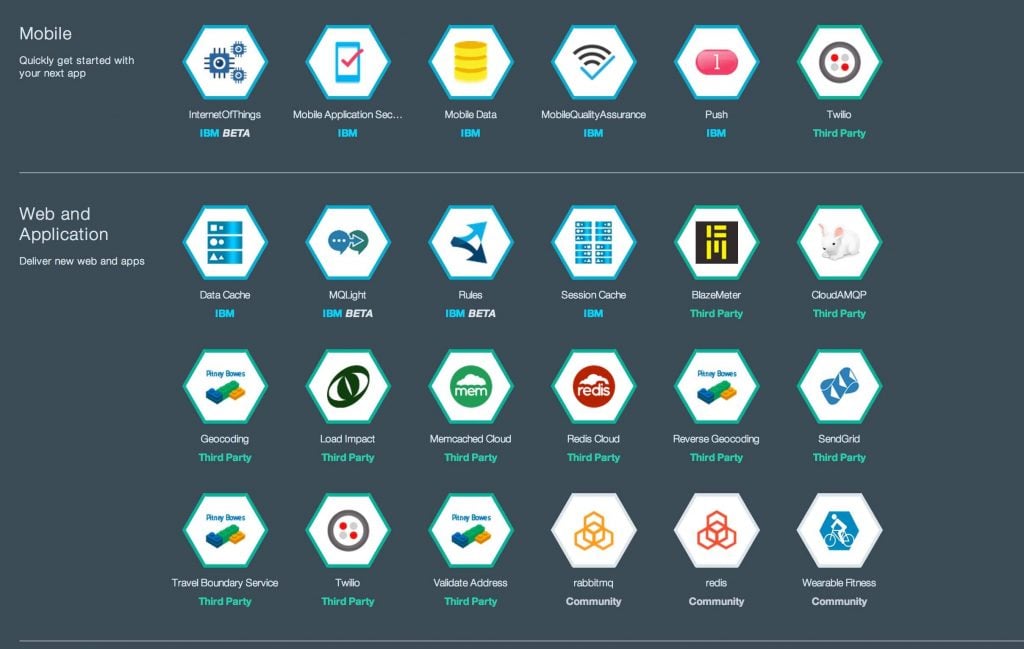 Mobile
Quickly get started with
your next app
1
InternetOfThings
Mobile Application Sec...
Mobile Data
MobileQualityAssurance
Push
Twilio
IBM BETA
IBM
IBM
IBM
IBM
Third Party
Web and
Application
Deliver new web and apps
Data Cache
MQLight
Rules
Session Cache
BlazeMeter
CloudAMQP
IBM
IBM BETA
IBM BETA
IBM
Third Party
Third Party
Pitney Bowes
mem
redis
Pitney Bowes
Geocoding
Load Impact
Memcached Cloud
Redis Cloud
Reverse Geocoding
SendGrid
Third Party
Third Party
Third Party
Third Party
Third Party
Third Party
Pitney Bowes
Pitney Bowes
Travel Boundary Service
Twilio
Validate Address
rabbitmq
redis
Wearable Fitness
Third Party
Third Party
Third Party
Community
Community
Community